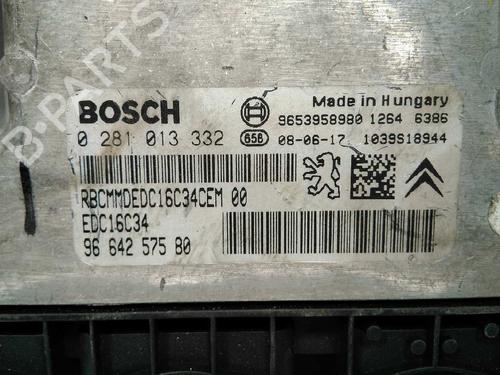 B-PARTS
BOSCH
Made in Hungary
9653958980 1264 6386
0 281 013 332
658
08-06-17 1039S18944
RBCMMDEDC16C34CEM 00
EDC16C34
96 642 575 80